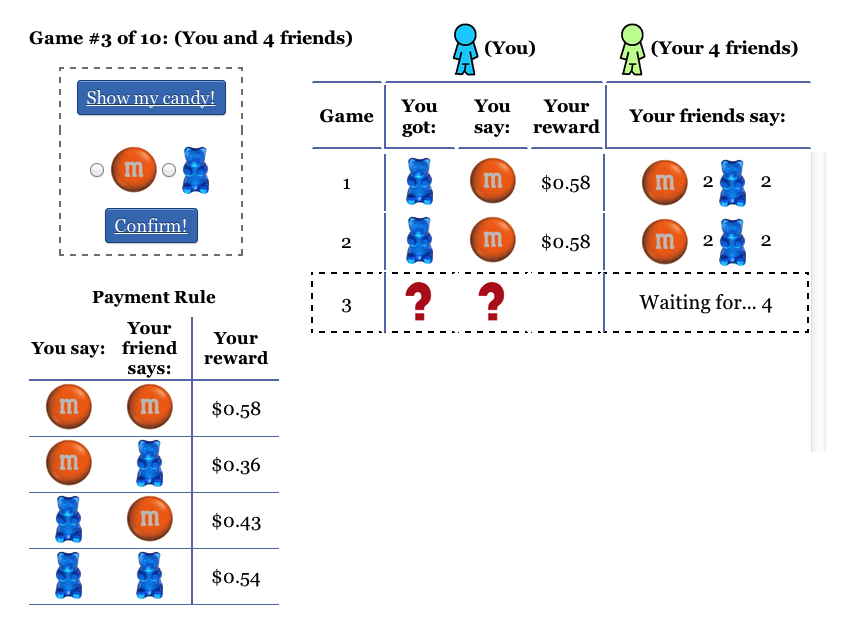 Game #3 of 10: (You and 4 friends)
(You)
(Your 4 friends)
Show my candy!
m
Confirm!
Game
You got:
You say:
Your reward
Your friends say:
1
m
$0.58
m 2 2
2
m
$0.58
m 2 2
3
? ?
Waiting for... 4
Payment Rule
You say:
Your friend says:
Your reward
m m $0.58
m $0.36
m $0.43
$0.54